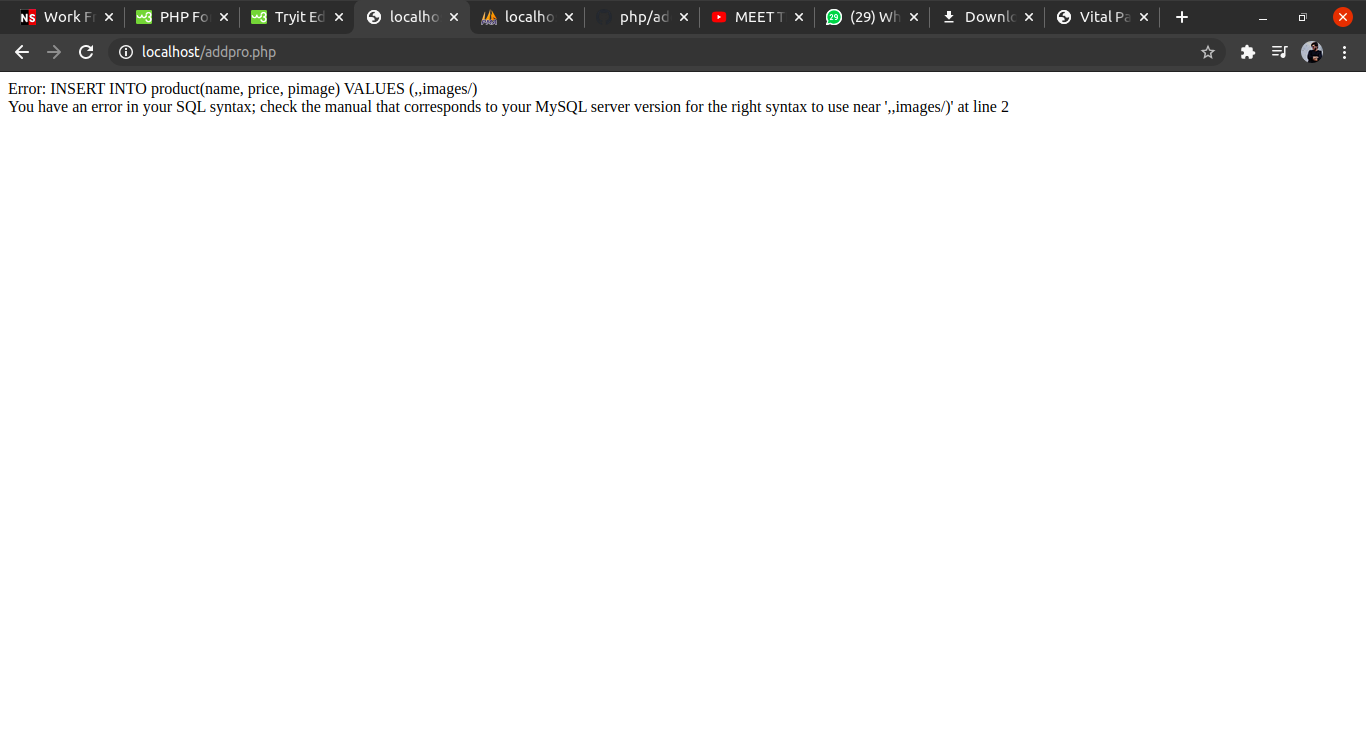 NS Work Fr
PHP Fo
Tryit Ed
localho
localho
php/ad
MEET T
29 (29) Wh
Downlo
Vital Pa
localhost/addpro.php
Error: INSERT INTO product(name, price, pimage) VALUES (,,images/)
You have an error in your SQL syntax; check the manual that corresponds to your MySQL server version for the right syntax to use near ',,images/)' at line 2